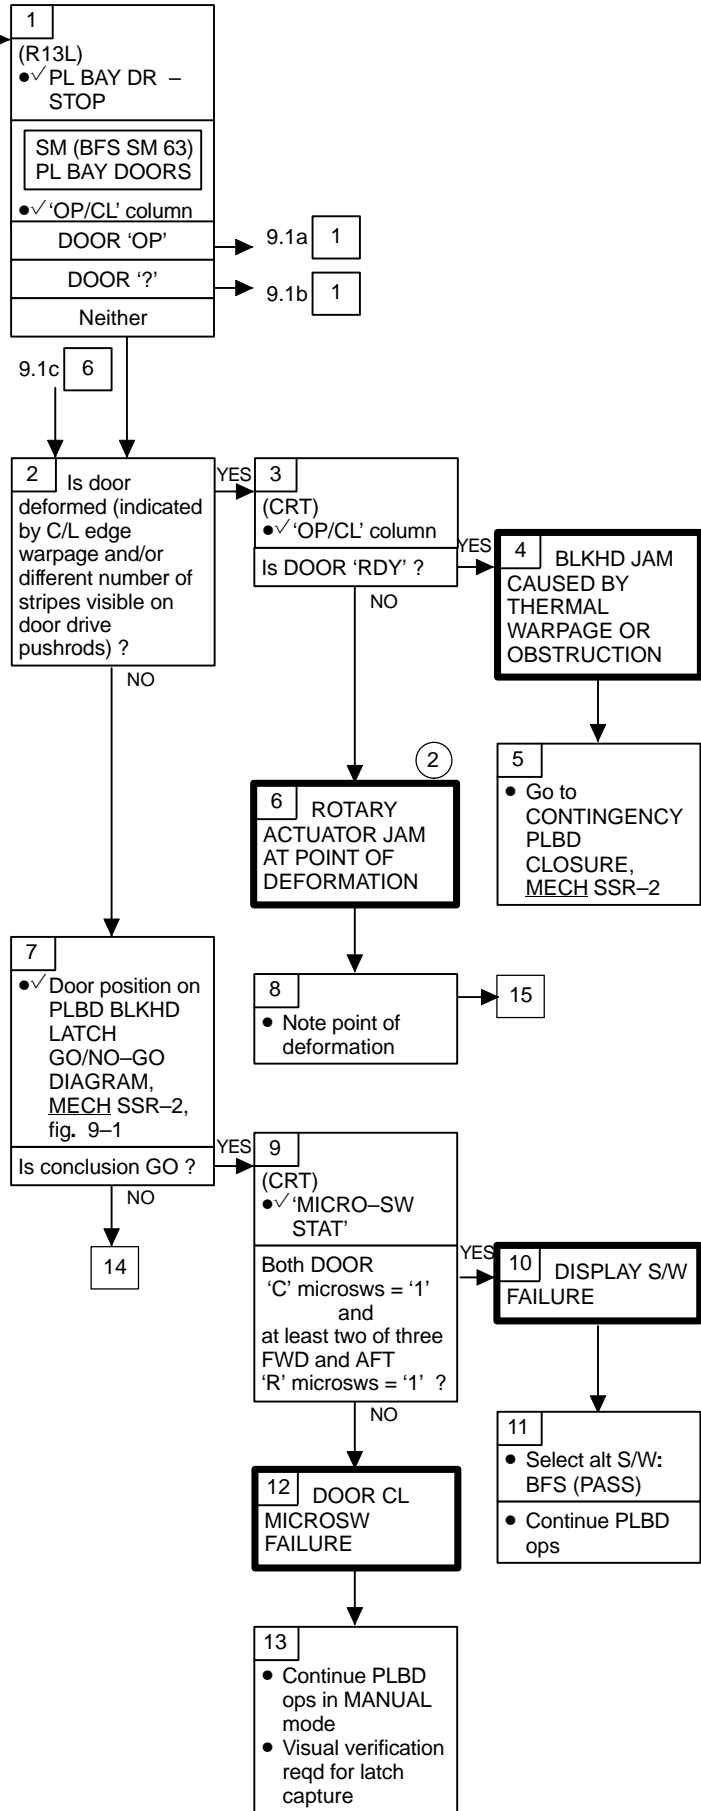 1
(R13L)
●✓PL BAY DR –
STOP
SM (BFS SM 63)
PL BAY DOORS
●✓‘OP/CL’ column
DOOR ‘OP’
9.1a 1
DOOR ‘?’
9.1b 1
Neither
9.1c 6
2 Is door
deformed (indicated
by C/L edge
warpage and/or
different number of
stripes visible on
door drive
pushrods) ?
YES
NO
3
(CRT)
●✓‘OP/CL’ column
Is DOOR ‘RDY’ ?
YES
NO
4 BLKHD JAM
CAUSED BY
THERMAL
WARPAGE OR
OBSTRUCTION
5
● Go to
CONTINGENCY
PLBD
CLOSURE,
MECH SSR–2
2
6 ROTARY
ACTUATOR JAM
AT POINT OF
DEFORMATION
7
●✓Door position on
PLBD BLKHD
LATCH
GO/NO–GO
DIAGRAM,
MECH SSR–2,
fig. 9–1
Is conclusion GO ?
YES
NO
14
8
● Note point of
deformation
15
9
(CRT)
●✓‘MICRO–SW
STAT’
Both DOOR
‘C’ microsws = ‘1’
and
at least two of three
FWD and AFT
‘R’ microsws = ‘1’ ?
YES
NO
10 DISPLAY S/W
FAILURE
11
● Select alt S/W:
BFS (PASS)
● Continue PLBD
ops
12 DOOR CL
MICROSW
FAILURE
13
● Continue PLBD
ops in MANUAL
mode
● Visual verification
reqd for latch
capture